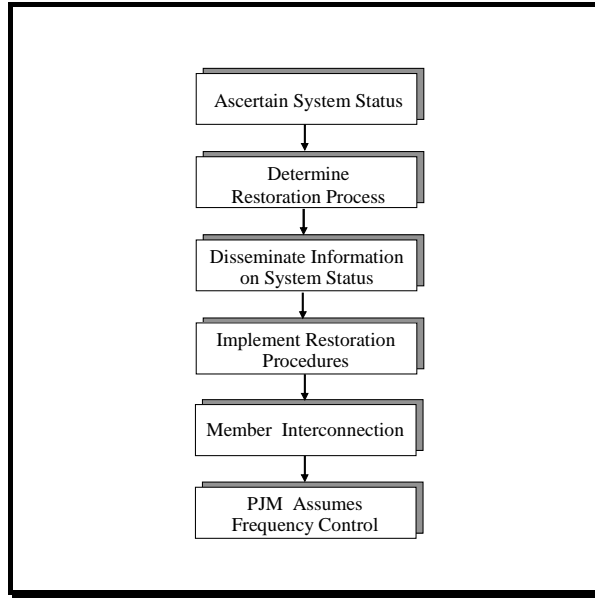 Ascertain System Status
Determine
Restoration Process
Disseminate Information
on System Status
Implement Restoration
Procedures
Member Interconnection
PJM Assumes
Frequency Control